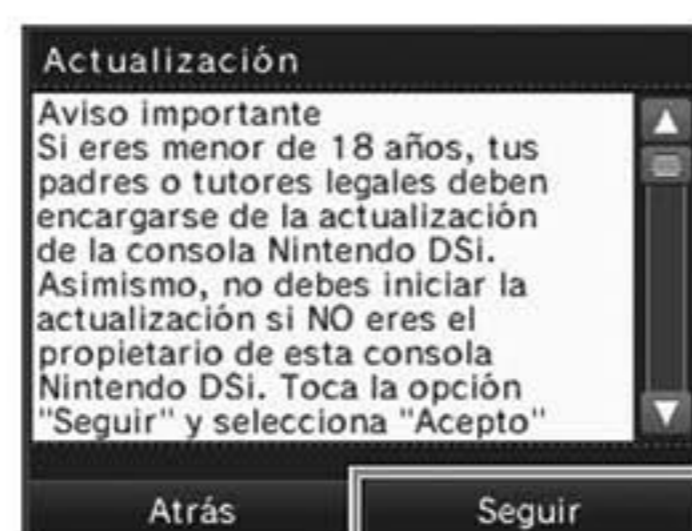 Actualización
Aviso importante
Si eres menor de 18 años, tus
padres o tutores legales deben
encargarse de la actualización
de la consola Nintendo DSi.
Asimismo, no debes iniciar la
actualización si NO eres el
propietario de esta consola
Nintendo DSi. Toca la opción
"Seguir" y selecciona "Acepto"
Atrás
Seguir